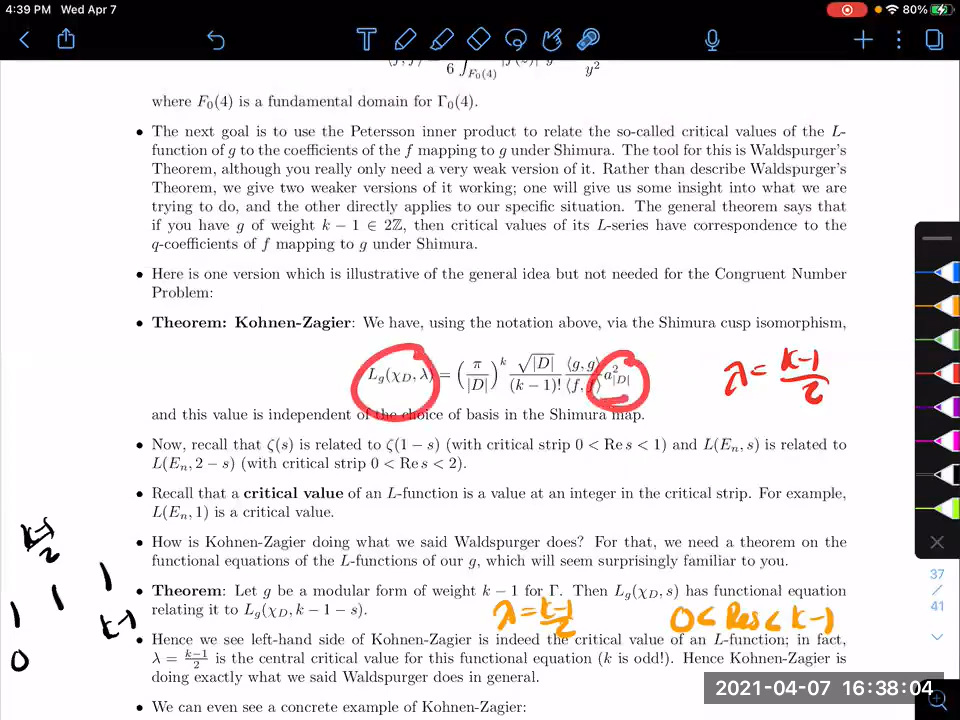 4:39 PM Wed Apr 7
80%
6 ∫_{F₀(4)} y²
where F₀(4) is a fundamental domain for Γ₀(4).
• The next goal is to use the Petersson inner product to relate the so-called critical values of the L-
function of g to the coefficients of the f mapping to g under Shimura. The tool for this is Waldspurger's
Theorem, although you really only need a very weak version of it. Rather than describe Waldspurger's
Theorem, we give two weaker versions of it working; one will give us some insight into what we are
trying to do, and the other directly applies to our specific situation. The general theorem says that
if you have g of weight k − 1 ∈ 2ℤ, then critical values of its L-series have correspondence to the
q-coefficients of f mapping to g under Shimura.
• Here is one version which is illustrative of the general idea but not needed for the Congruent Number
Problem:
• Theorem: Kohnen-Zagier: We have, using the notation above, via the Shimura cusp isomorphism,
L_g(χ_D, λ) = (π/|D|)^k √|D|/(k − 1)! ⟨g, g⟩/⟨f, f⟩ a²_{|D|}
λ = k-1/2
and this value is independent of the choice of basis in the Shimura map.
• Now, recall that ζ(s) is related to ζ(1 − s) (with critical strip 0 < Re s < 1) and L(E_n, s) is related to
L(E_n, 2 − s) (with critical strip 0 < Re s < 2).
• Recall that a critical value of an L-function is a value at an integer in the critical strip. For example,
L(E_n, 1) is a critical value.
• How is Kohnen-Zagier doing what we said Waldspurger does? For that, we need a theorem on the
functional equations of the L-functions of our g, which will seem surprisingly familiar to you.
• Theorem: Let g be a modular form of weight k − 1 for Γ. Then L_g(χ_D, s) has functional equation
relating it to L_g(χ_D, k − 1 − s).
λ = k-1/2 0 < Re s < k-1
k-1/2
1 1 1
0 k-1
• Hence we see left-hand side of Kohnen-Zagier is indeed the critical value of an L-function; in fact,
λ = k−1/2 is the central critical value for this functional equation (k is odd!). Hence Kohnen-Zagier is
doing exactly what we said Waldspurger does in general.
• We can even see a concrete example of Kohnen-Zagier:
37
/
41
2021-04-07 16:38:04